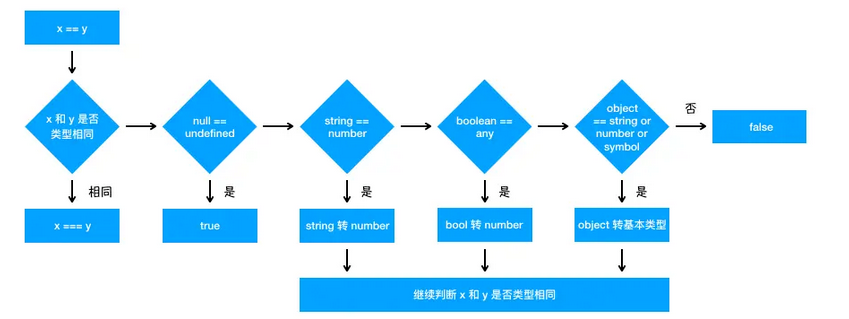 x == y
x 和 y 是否
类型相同
null ==
undefined
string ==
number
boolean ==
any
object
== string or
number or
symbol
否
false
相同
是
是
是
是
x === y
true
string 转 number
bool 转 number
object 转基本类型
继续判断 x 和 y 是否类型相同